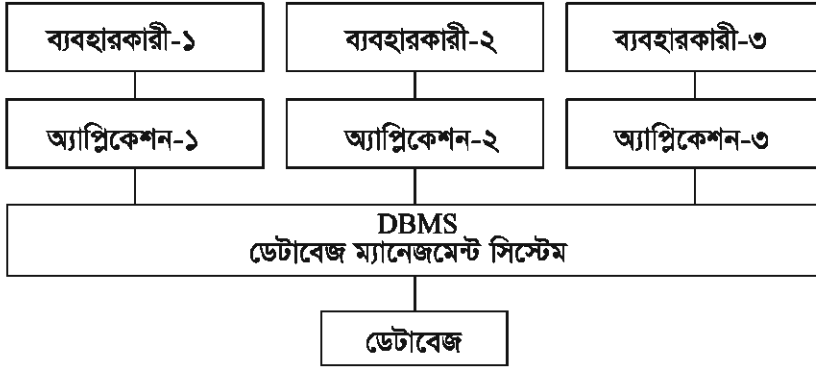 ব্যবহারকারী-১
ব্যবহারকারী-২
ব্যবহারকারী-৩
অ্যাপ্লিকেশন-১
অ্যাপ্লিকেশন-২
অ্যাপ্লিকেশন-৩
DBMS
ডেটাবেজ ম্যানেজমেন্ট সিস্টেম
ডেটাবেজ